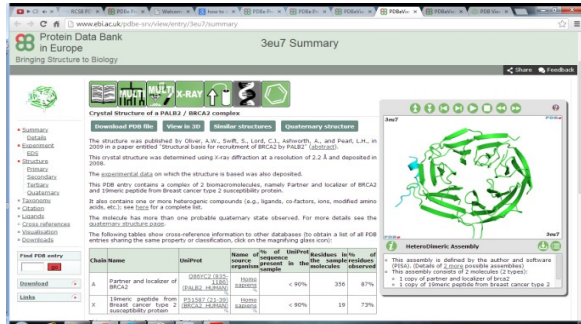 www.ebi.ac.uk/pdbe-srv/view/entry/3eu7/summary
Protein Data Bank
in Europe
Bringing Structure to Biology
3eu7 Summary
Share Feedback
Summary
Details
Experiment
EDS
Structure
Primary
Secondary
Tertiary
Quaternary
Taxonomy
Citation
Ligands
Cross references
Visualisation
Downloads
Find PDB entry
Download
Links
X-RAY
Crystal Structure of a PALB2 / BRCA2 complex
Download PDB file View in 3D Similar structures Quaternary structure
The structure was published by Oliver, A.W., Swift, S., Lord, C.J., Ashworth, A., and Pearl, L.H., in
2009 in a paper entitled "Structural basis for recruitment of BRCA2 by PALB2" (abstract).
This crystal structure was determined using X-ray diffraction at a resolution of 2.2 Å and deposited in
2008.
The experimental data on which the structure is based was also deposited.
This PDB entry contains a complex of 2 biomacromolecules, namely Partner and localizer of BRCA2
and 19meric peptide from Breast cancer type 2 susceptibility protein.
It also contains one or more heterogenic compounds (e.g., ligands, co-factors, ions, modified amino
acids, etc.); see here for a complete list.
The molecule has more than one probable quaternary state observed. For more details see the
quaternary structure section.
The following tables show cross-reference information to other databases (to obtain a list of all PDB
entries sharing the same property or classification, click on the magnifying glass icon):
Chain Name UniProt Name of source organism % of UniProt sequence present in the sample Residues in the sample molecules % of residues observed
A Partner and localizer of BRCA2 Q86YC2 (835-1186) (PALB2_HUMAN) Homo sapiens < 90% 356 87%
X 19meric peptide from Breast cancer type 2 susceptibility protein P51587 (21-39) (BRCA2_HUMAN) Homo sapiens < 90% 19 73%
3eu7
3eu7
Heterodimeric Assembly
This assembly is defined by the author and software
(PISA). (Details of 2 more possible assemblies)
This assembly consists of 2 molecules (2 types):
1 copy of partner and localizer of brca2
1 copy of 19meric peptide from breast cancer type 2